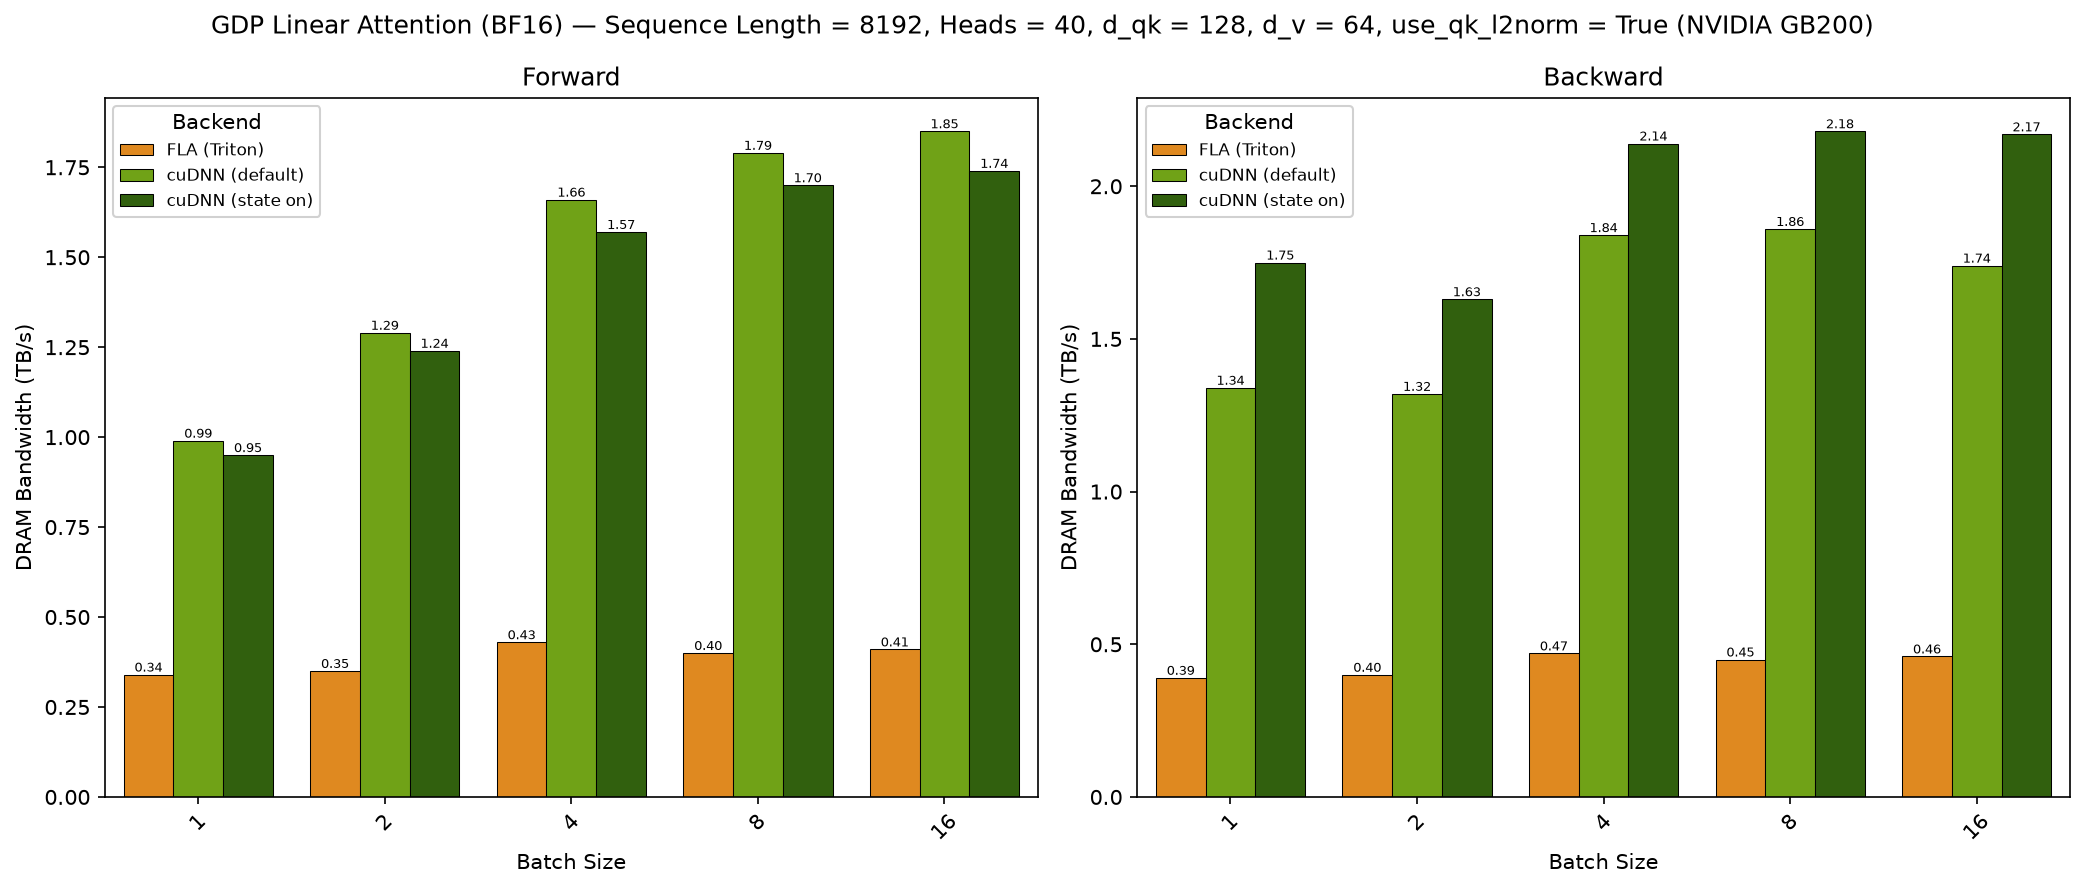 GDP Linear Attention (BF16) — Sequence Length = 8192, Heads = 40, d_qk = 128, d_v = 64, use_qk_l2norm = True (NVIDIA GB200)
Forward
Backend
FLA (Triton)
cuDNN (default)
cuDNN (state on)
DRAM Bandwidth (TB/s)
1.75
1.50
1.25
1.00
0.75
0.50
0.25
0.00
0.34 0.99 0.95
0.35 1.29 1.24
0.43 1.66 1.57
0.40 1.79 1.70
0.41 1.85 1.74
1 2 4 8 16
Batch Size
Backward
Backend
FLA (Triton)
cuDNN (default)
cuDNN (state on)
DRAM Bandwidth (TB/s)
2.0
1.5
1.0
0.5
0.0
0.39 1.34 1.75
0.40 1.32 1.63
0.47 1.84 2.14
0.45 1.86 2.18
0.46 1.74 2.17
1 2 4 8 16
Batch Size